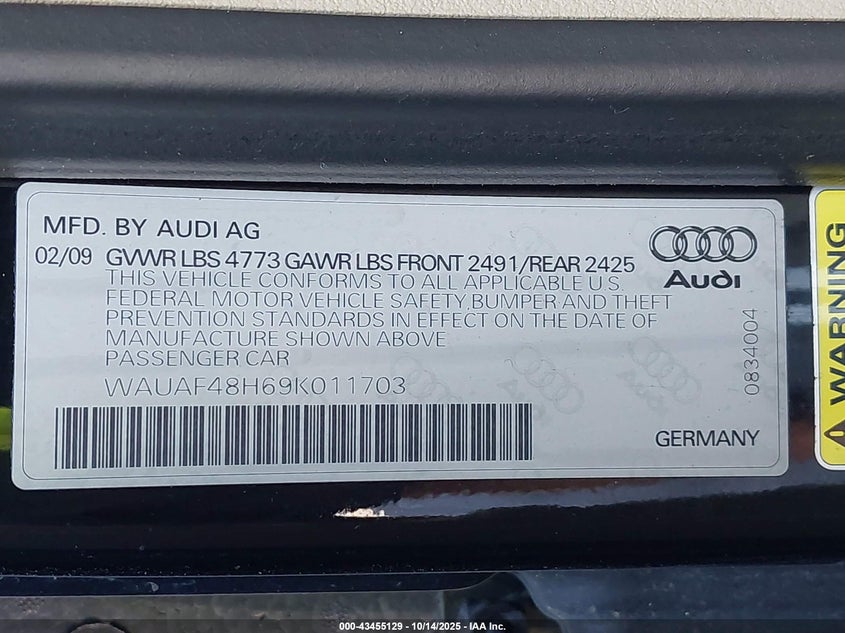 MFD. BY AUDI AG
02/09 GVWR LBS 4773 GAWR LBS FRONT 2491/REAR 2425
THIS VEHICLE CONFORMS TO ALL APPLICABLE U.S.
FEDERAL MOTOR VEHICLE SAFETY, BUMPER AND THEFT
PREVENTION STANDARDS IN EFFECT ON THE DATE OF
MANUFACTURE SHOWN ABOVE
PASSENGER CAR
WAUAF48H69K011703
Audi
0834004
GERMANY
WARNING
000-43455129 - 10/14/2025 - IAA Inc.